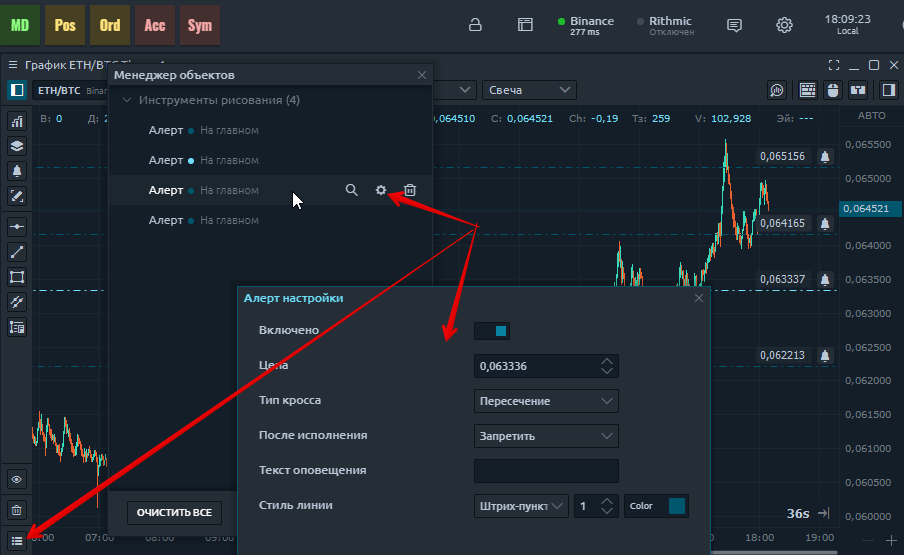 MD Pos Ord Acc Sym
Binance
277 ms
Rithmic
Отключен
18:09:23
Local
График ETH/BTC
ETH/BTC
Свеча
В: 0
0,064510 С: 0,064521 Ch: -0,19 Тз: 259 V: 102,928 Эй: ---
АВТО
Менеджер объектов
Инструменты рисования (4)
Алерт На главном
Алерт На главном
Алерт На главном
Алерт На главном
ОЧИСТИТЬ ВСЕ
0,065156
0,064165
0,063337
0,062213
0,065500
0,065000
0,064521
0,064000
0,063500
0,063000
0,062500
0,062000
0,061500
0,061000
0,060500
0,060000
Алерт настройки
Включено
Цена 0,063336
Тип кросса Пересечение
После исполнения Запретить
Текст оповещения
Стиль линии Штрих-пункт 1 Color
36s
07:00 08:00 09:00 18:00 19:00